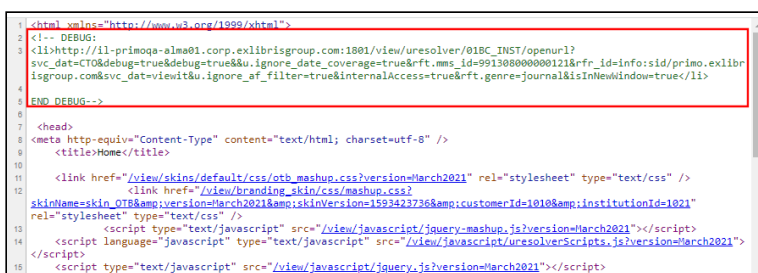 1 <html xmlns="http://www.w3.org/1999/xhtml">
2 <!-- DEBUG:
3 <li>http://il-primoqa-alma01.corp.exlibrisgroup.com:1801/view/uresolver/01BC_INST/openurl?
svc_dat=CTO&debug=true&debug=true&&u.ignore_date_coverage=true&rft.mms_id=991308000000121&rfr_id=info:sid/primo.exlibr
isgroup.com&svc_dat=viewit&u.ignore_af_filter=true&internalAccess=true&rft.genre=journal&isInNewWindow=true</li>
4
5 END DEBUG-->
6
7 <head>
8 <meta http-equiv="Content-Type" content="text/html; charset=utf-8" />
9 <title>Home</title>
10
11 <link href="/view/skins/default/css/otb_mashup.css?version=March2021" rel="stylesheet" type="text/css" />
12 <link href="/view/branding_skin/css/mashup.css?
skinName=skin_OTB&amp;version=March2021&amp;skinVersion=1593423736&amp;customerId=1010&amp;institutionId=1021"
rel="stylesheet" type="text/css" />
13 <script type="text/javascript" src="/view/javascript/jquery-mashup.js?version=March2021"></script>
14 <script language="javascript" type="text/javascript" src="/view/javascript/uresolverScripts.js?version=March2021">
</script>
15 <script type="text/javascript" src="/view/javascript/jquery.js?version=March2021"></script>